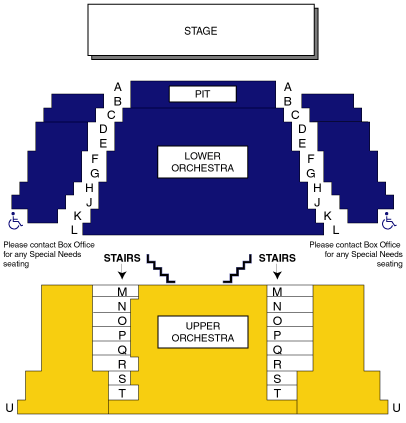 STAGE
A A
B PIT B
C C
D D
E E
LOWER
ORCHESTRA
F F
G G
H H
J J
K K
L L
Please contact Box Office
for any Special Needs
seating
Please contact Box Office
for any Special Needs
seating
STAIRS STAIRS
M M
N N
O O
UPPER
ORCHESTRA
P P
Q Q
R R
S S
T T
U U